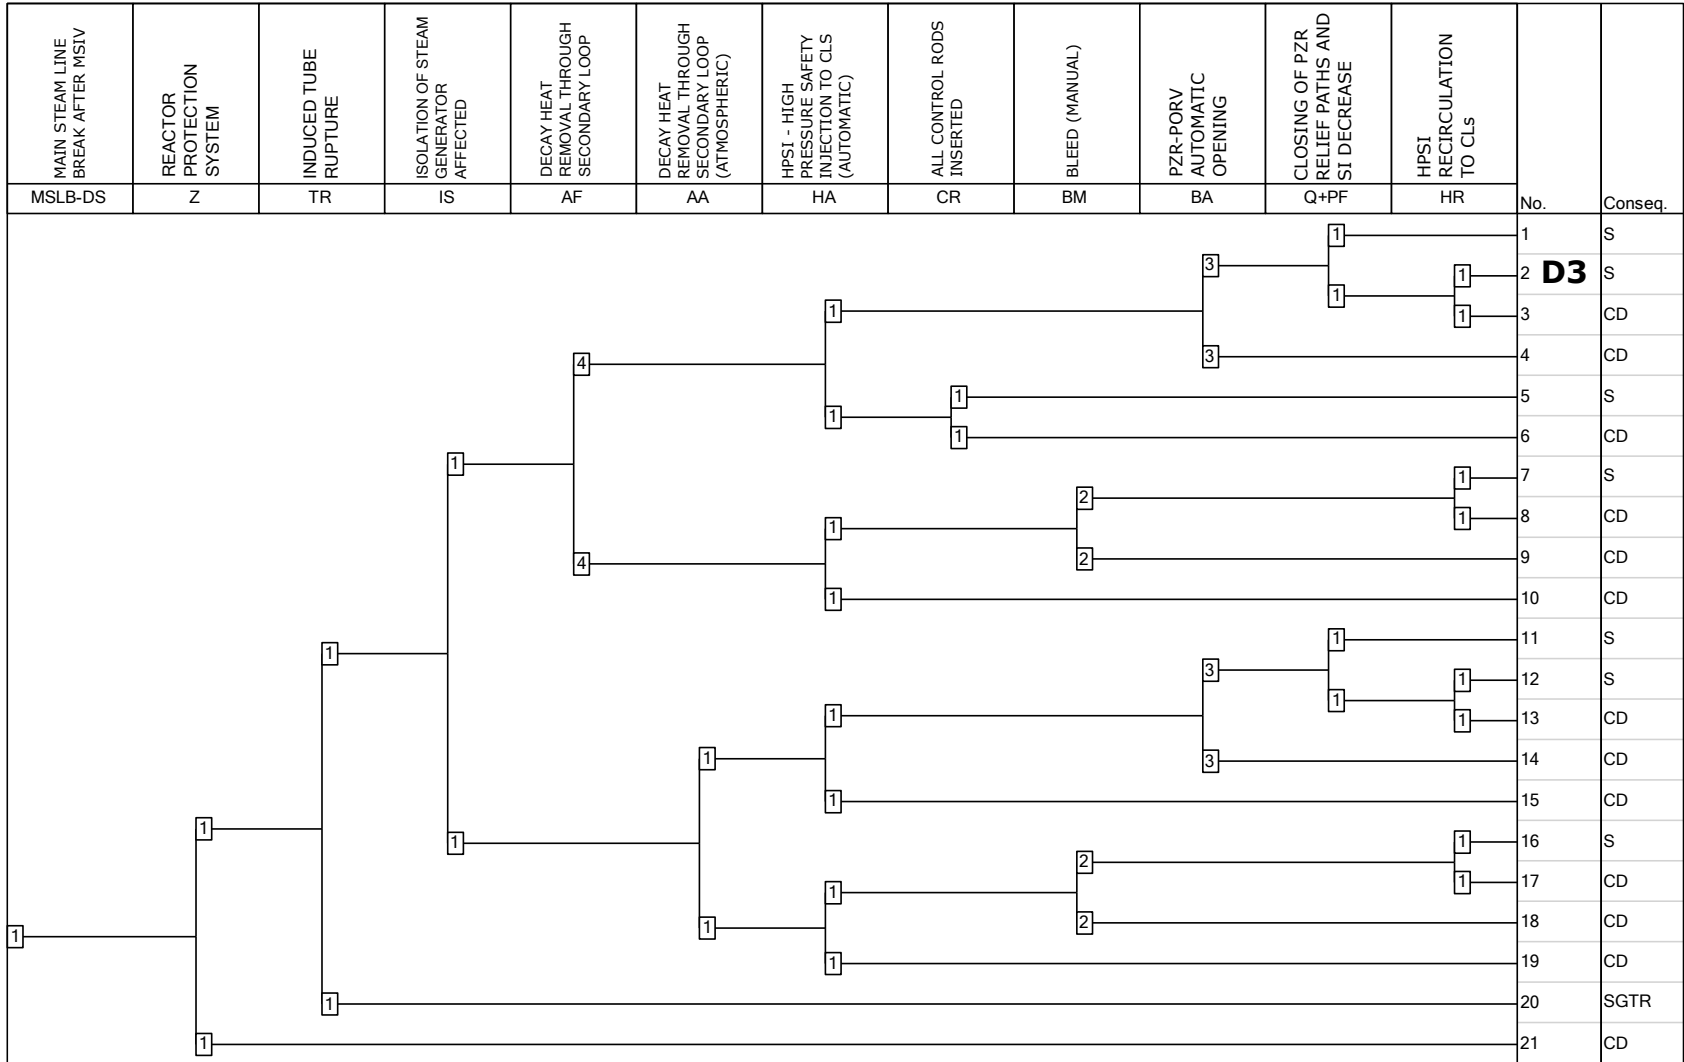 MAIN STEAM LINE
BREAK AFTER MSIV
REACTOR
PROTECTION
SYSTEM
INDUCED TUBE
RUPTURE
ISOLATION OF STEAM
GENERATOR
AFFECTED
DECAY HEAT
REMOVAL THROUGH
SECONDARY LOOP
DECAY HEAT
REMOVAL THROUGH
SECONDARY LOOP
(ATMOSPHERIC)
HPSI - HIGH
PRESSURE SAFETY
INJECTION TO CLS
(AUTOMATIC)
ALL CONTROL RODS
INSERTED
BLEED (MANUAL)
PZR-PORV
AUTOMATIC
OPENING
CLOSING OF PZR
RELIEF PATHS AND
SI DECREASE
HPSI
RECIRCULATION
TO CLs
MSLB-DS Z TR IS AF AA HA CR BM BA Q+PF HR No. Conseq.
1 1 S
3
1 2 D3 S
1
1
1 3 CD
3 4 CD
4
1 5 S
1
1 6 CD
1
1 7 S
2
1 8 CD
1
2 9 CD
4
1 10 CD
1 11 S
1
3
1 12 S
1
1
1 13 CD
1 3 14 CD
1 15 CD
1
1 1 16 S
2
1 17 CD
1
1 2 18 CD
1
1 19 CD
1 20 SGTR
1 21 CD